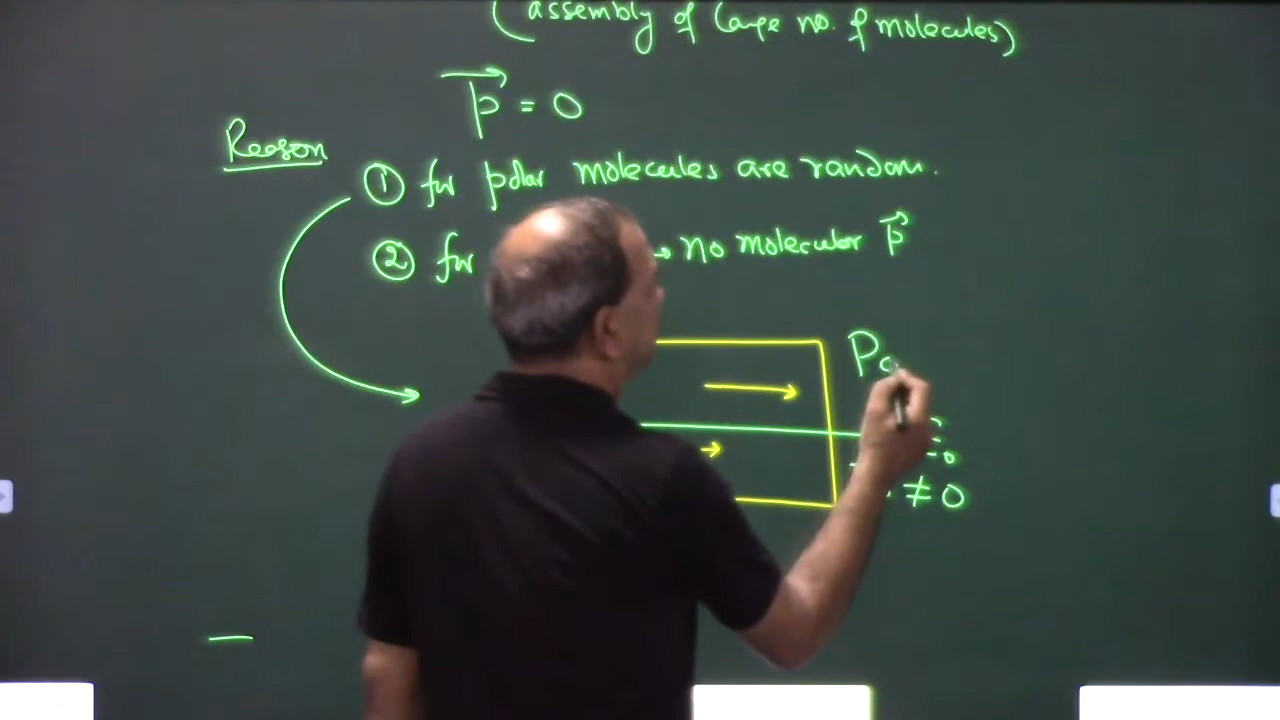 (assembly of large no. of molecules)
p = 0
Reason
① for polar molecules are random.
② for → no molecular p
Po
≠ 0